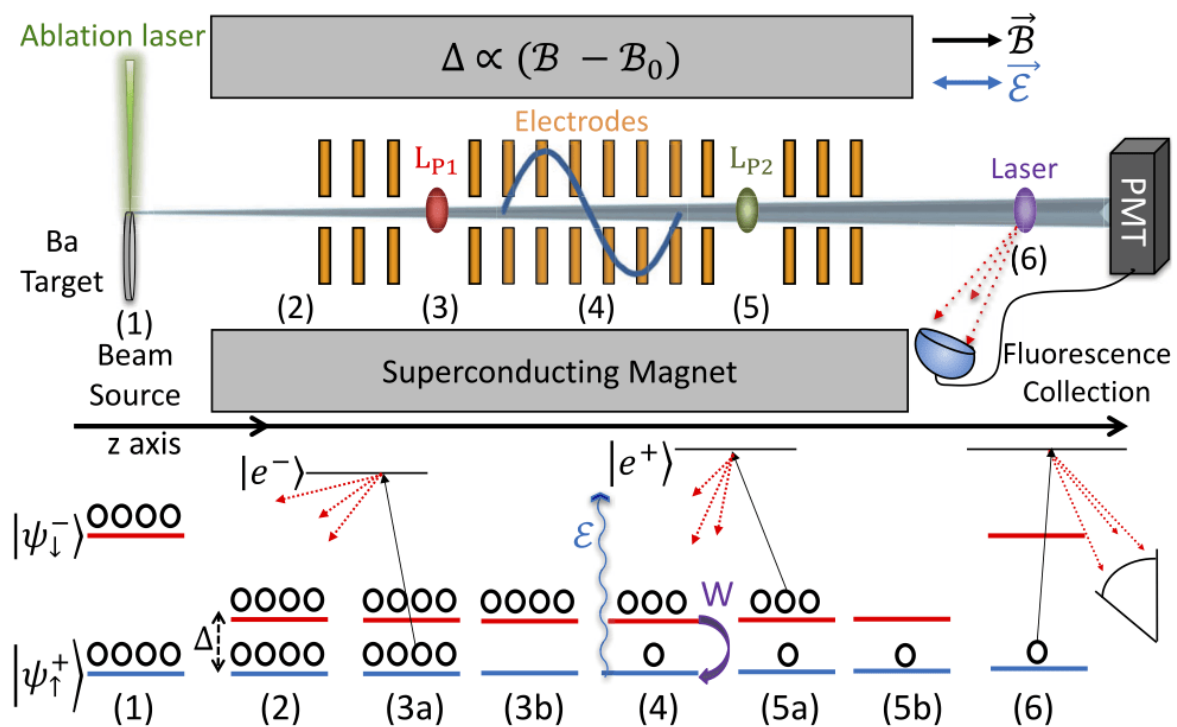 Ablation laser
Δ ∝ (ℬ − ℬ₀)
ℬ⃗
ℰ⃗
Electrodes
L_P1
L_P2
Laser
PMT
Ba
Target
(1)
(2)
(3)
(4)
(5)
(6)
Beam
Source
Superconducting Magnet
Fluorescence
Collection
z axis
|e⁻⟩
|e⁺⟩
|ψ↓⁻⟩
ℰ
W
Δ
|ψ↑⁺⟩
(1)
(2)
(3a)
(3b)
(4)
(5a)
(5b)
(6)